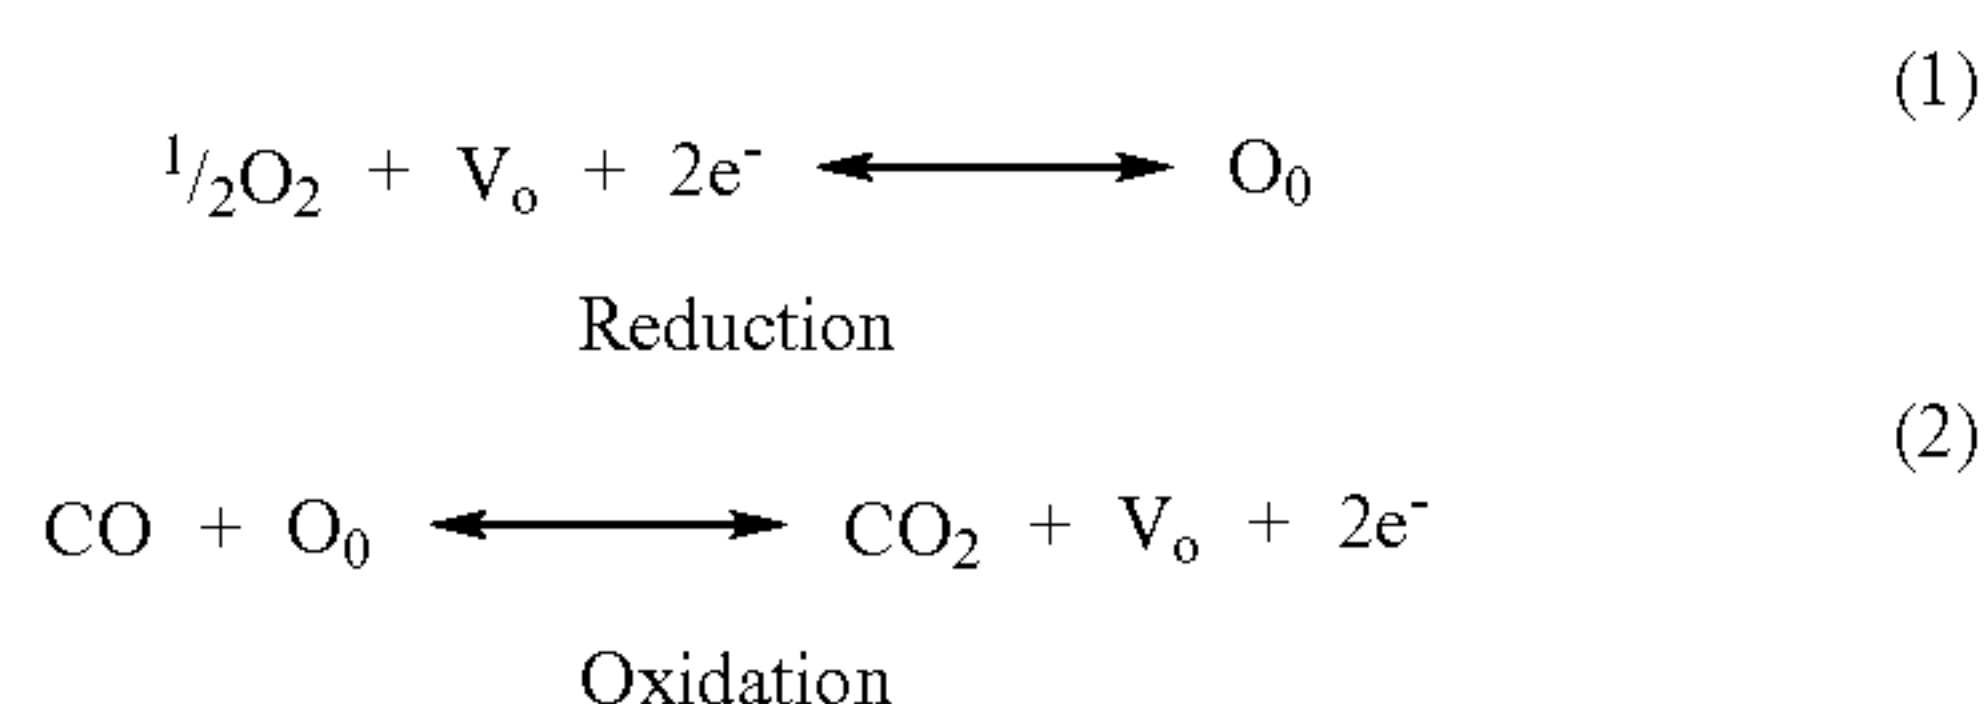 (1)
¹/₂O₂ + Vₒ + 2e⁻ ⟷ O₀
Reduction
(2)
CO + O₀ ⟷ CO₂ + Vₒ + 2e⁻
Oxidation